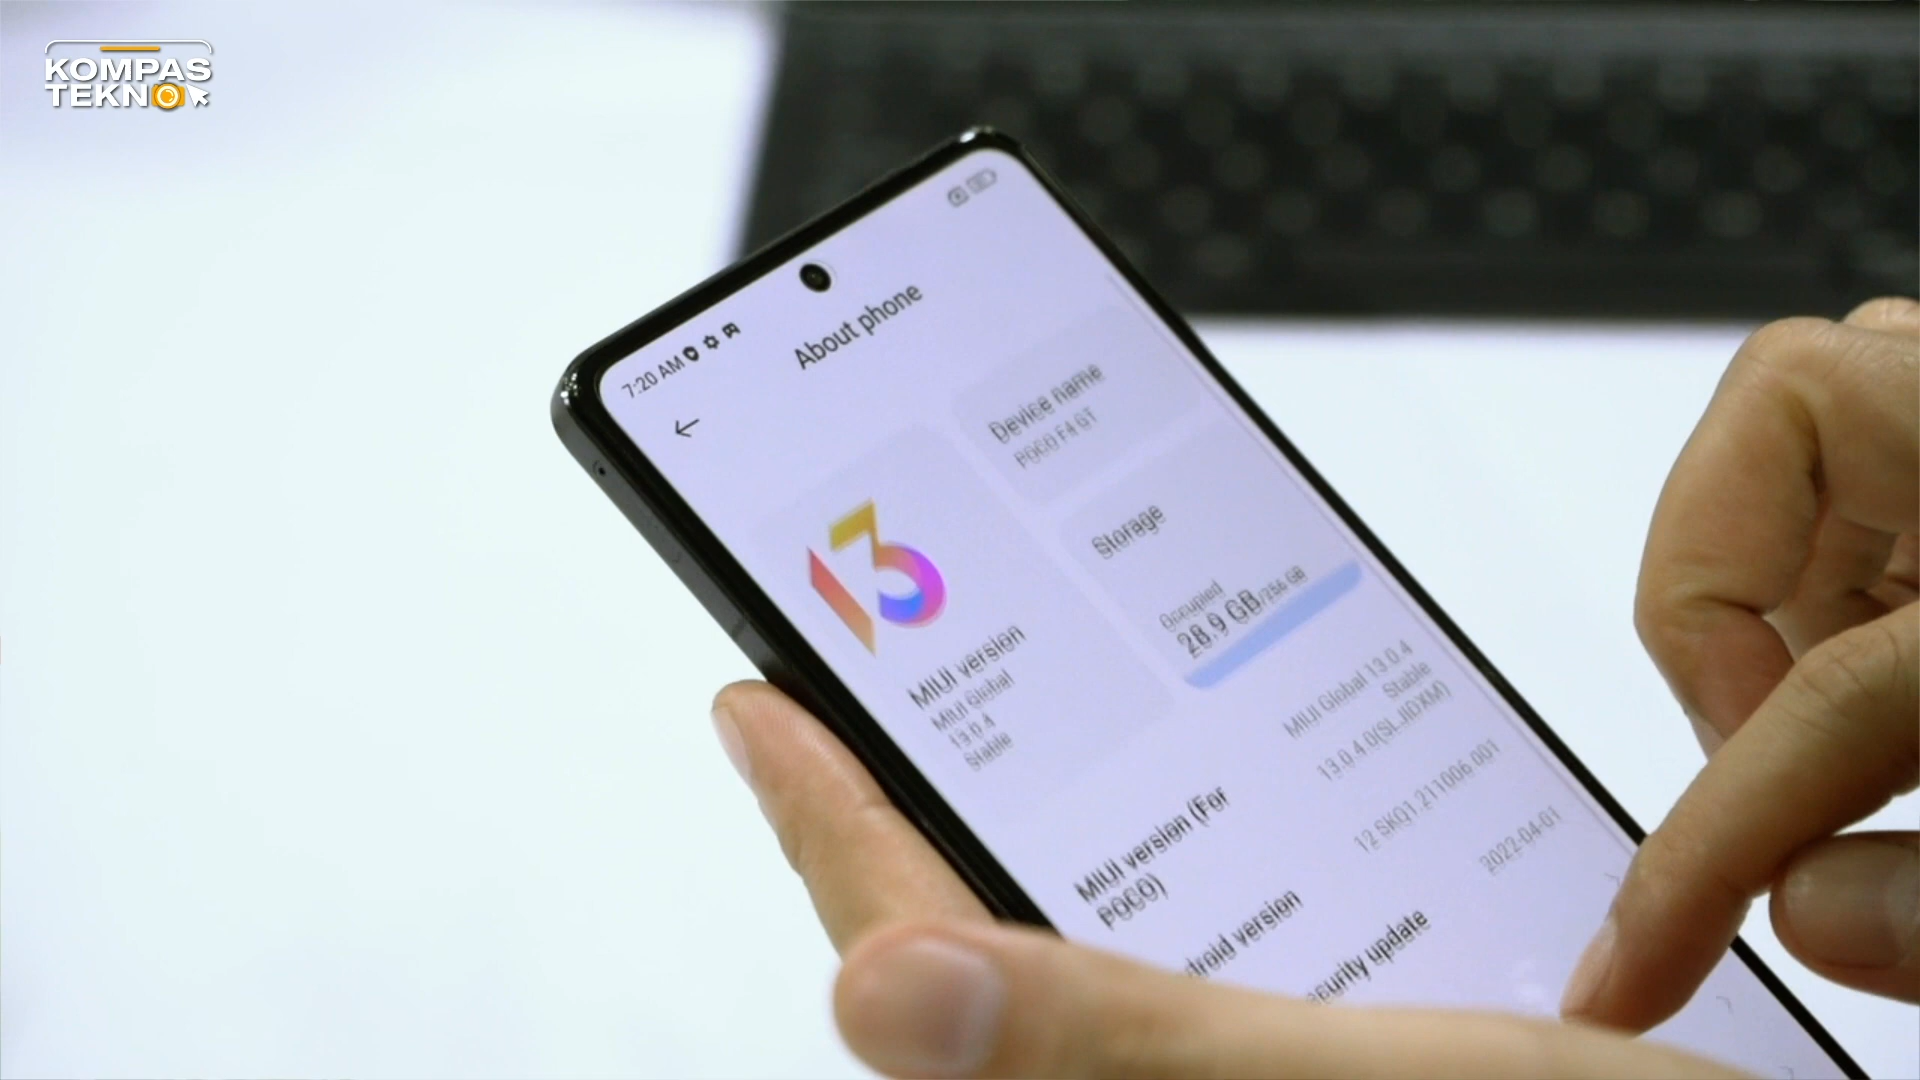 KOMPAS
TEKNO
7:20 AM
About phone
Device name
POCO F4 GT
Storage
Occupied
28.9 GB/256 GB
13
MIUI version
MIUI Global
13.0.4
Stable
MIUI version (For
POCO)
MIUI Global 13.0.4
Stable
13.0.4.0(SLJIDXM)
droid version
12 SKQ1.211006.001
ecurity update
2022-04-01